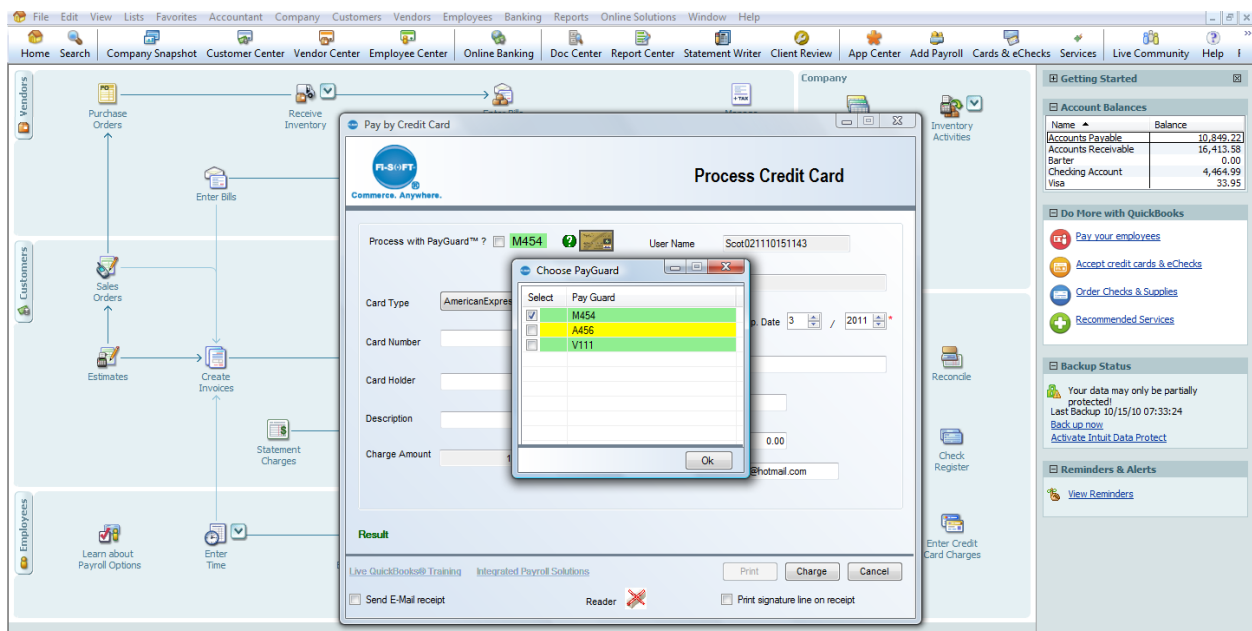 File Edit View Lists Favorites Accountant Company Customers Vendors Employees Banking Reports Online Solutions Window Help
Home Search Company Snapshot Customer Center Vendor Center Employee Center Online Banking Doc Center Report Center Statement Writer Client Review App Center Add Payroll Cards & eChecks Services Live Community Help
Vendors
Purchase
Orders
Receive
Inventory
Enter Bills
Company
Inventory
Activities
Customers
Sales
Orders
Estimates
Create
Invoices
Statement
Charges
Reconcile
Check
Register
Enter Credit
Card Charges
Employees
Learn about
Payroll Options
Enter
Time
Pay by Credit Card
FI-SOFT
Commerce. Anywhere.
Process Credit Card
Process with PayGuard™ ? M454 ? User Name Scot021110151143
Card Type AmericanExpres
p. Date 3 / 2011 *
Card Number
Card Holder
Description
Charge Amount 1
0.00
@hotmail.com
Result
Live QuickBooks® Training Integrated Payroll Solutions Print Charge Cancel
Send E-Mail receipt Reader Print signature line on receipt
Choose PayGuard
Select Pay Guard
M454
A456
V111
Ok
Getting Started
Account Balances
Name Balance
Accounts Payable 10,849.22
Accounts Receivable 16,413.58
Barter 0.00
Checking Account 4,464.99
Visa 33.95
Do More with QuickBooks
Pay your employees
Accept credit cards & eChecks
Order Checks & Supplies
Recommended Services
Backup Status
Your data may only be partially
protected!
Last Backup 10/15/10 07:33:24
Back up now
Activate Intuit Data Protect
Reminders & Alerts
View Reminders